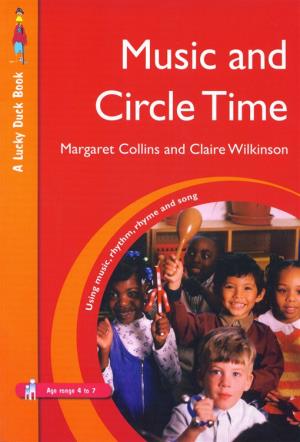 A Lucky Duck Book
Music and
Circle Time
Margaret Collins and Claire Wilkinson
Using music, rhythm, rhyme and song
Age range 4 to 7